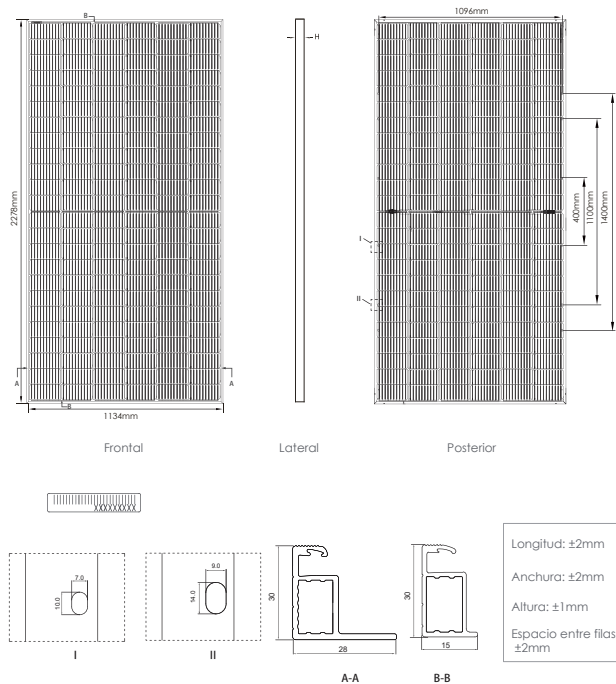 B
H
1096mm
2278mm
400mm
1100mm
1400mm
I
II
A
A
B
1134mm
Frontal
Lateral
Posterior
7.0
10.0
I
9.0
14.0
II
30
28
A-A
30
15
B-B
Longitud: ±2mm
Anchura: ±2mm
Altura: ±1mm
Espacio entre filas
±2mm